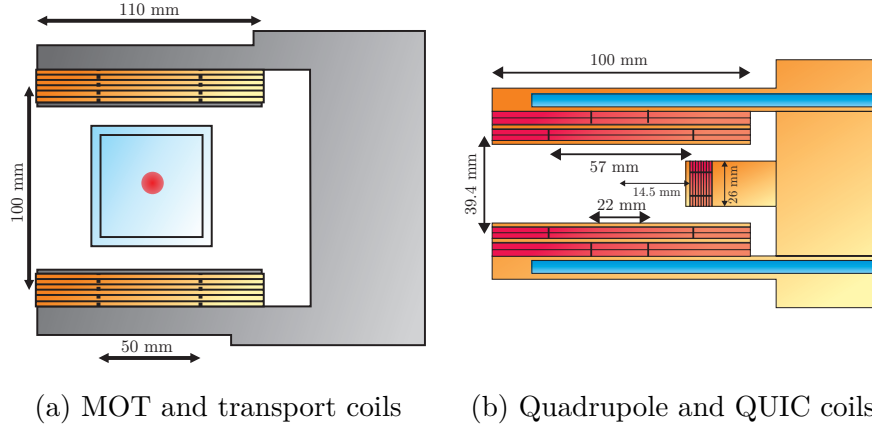 110 mm
100 mm
50 mm
(a) MOT and transport coils
100 mm
39.4 mm
57 mm
14.5 mm
26 mm
22 mm
(b) Quadrupole and QUIC coils